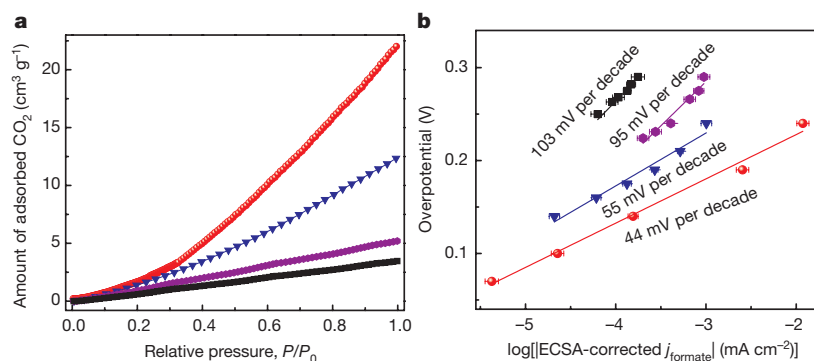 a
Amount of adsorbed CO₂ (cm³ g⁻¹)
25
20
15
10
5
0
0.0 0.2 0.4 0.6 0.8 1.0
Relative pressure, P/P₀
b
Overpotential (V)
0.3
0.2
0.1
103 mV per decade
95 mV per decade
55 mV per decade
44 mV per decade
−5 −4 −3 −2
log[|ECSA-corrected j_formate| (mA cm⁻²)]